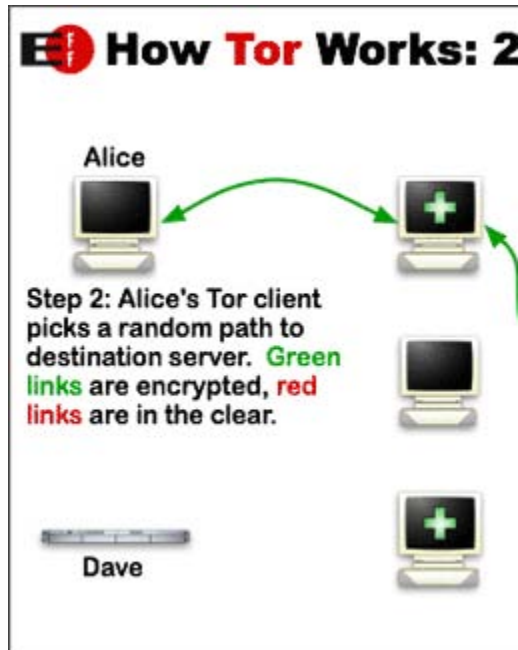 EFF How Tor Works: 2
Alice
Step 2: Alice's Tor client
picks a random path to
destination server. Green
links are encrypted, red
links are in the clear.
Dave